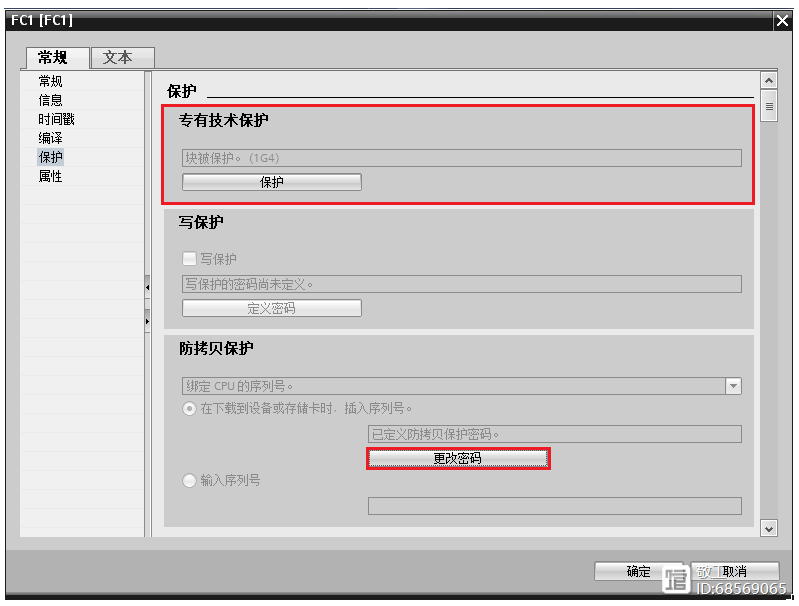 FC1 [FC1]
常规 文本
常规
信息
时间戳
编译
保护
属性
保护
专有技术保护
块被保护。 (1G4)
保护
写保护
写保护
写保护的密码尚未定义。
定义密码
防拷贝保护
绑定 CPU 的序列号。
在下载到设备或存储卡时，插入序列号。
已定义防拷贝保护密码。
更改密码
输入序列号
确定 取消
ID:68569065